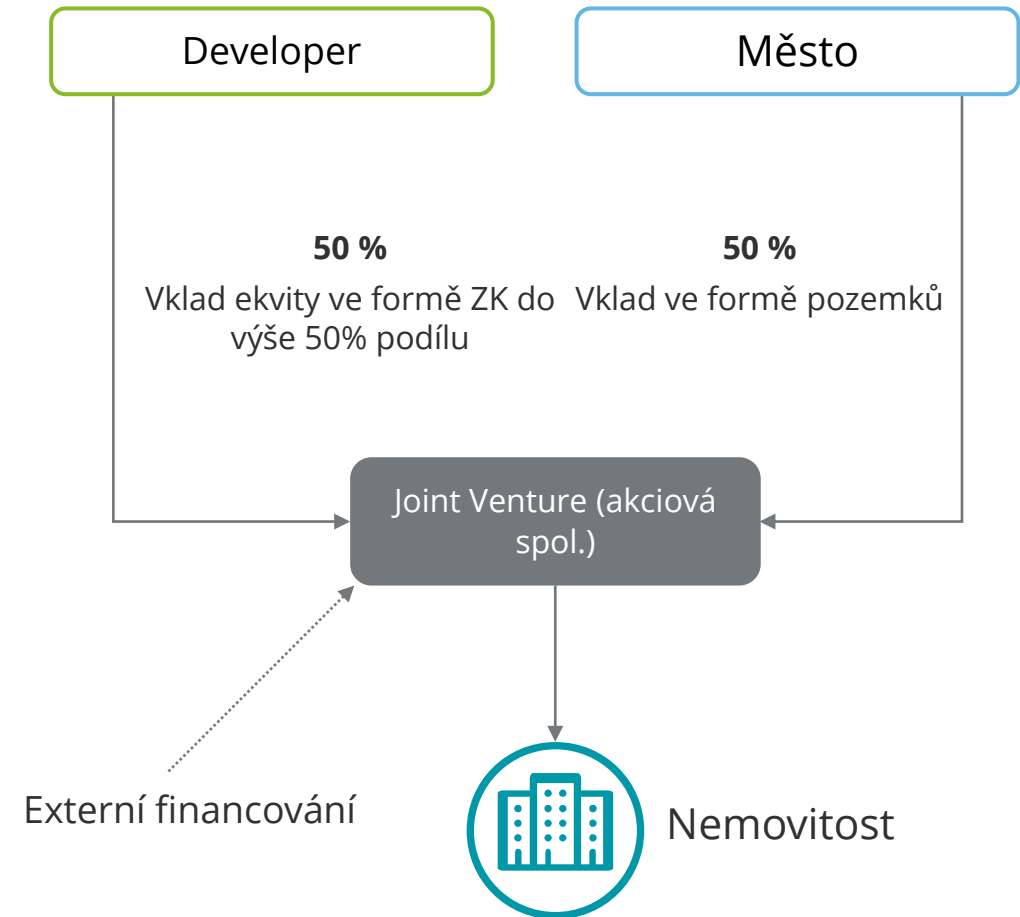 Developer
Město
50 %
Vklad ekvity ve formě ZK do
výše 50% podílu
50 %
Vklad ve formě pozemků
Joint Venture (akciová
spol.)
Externí financování
Nemovitost